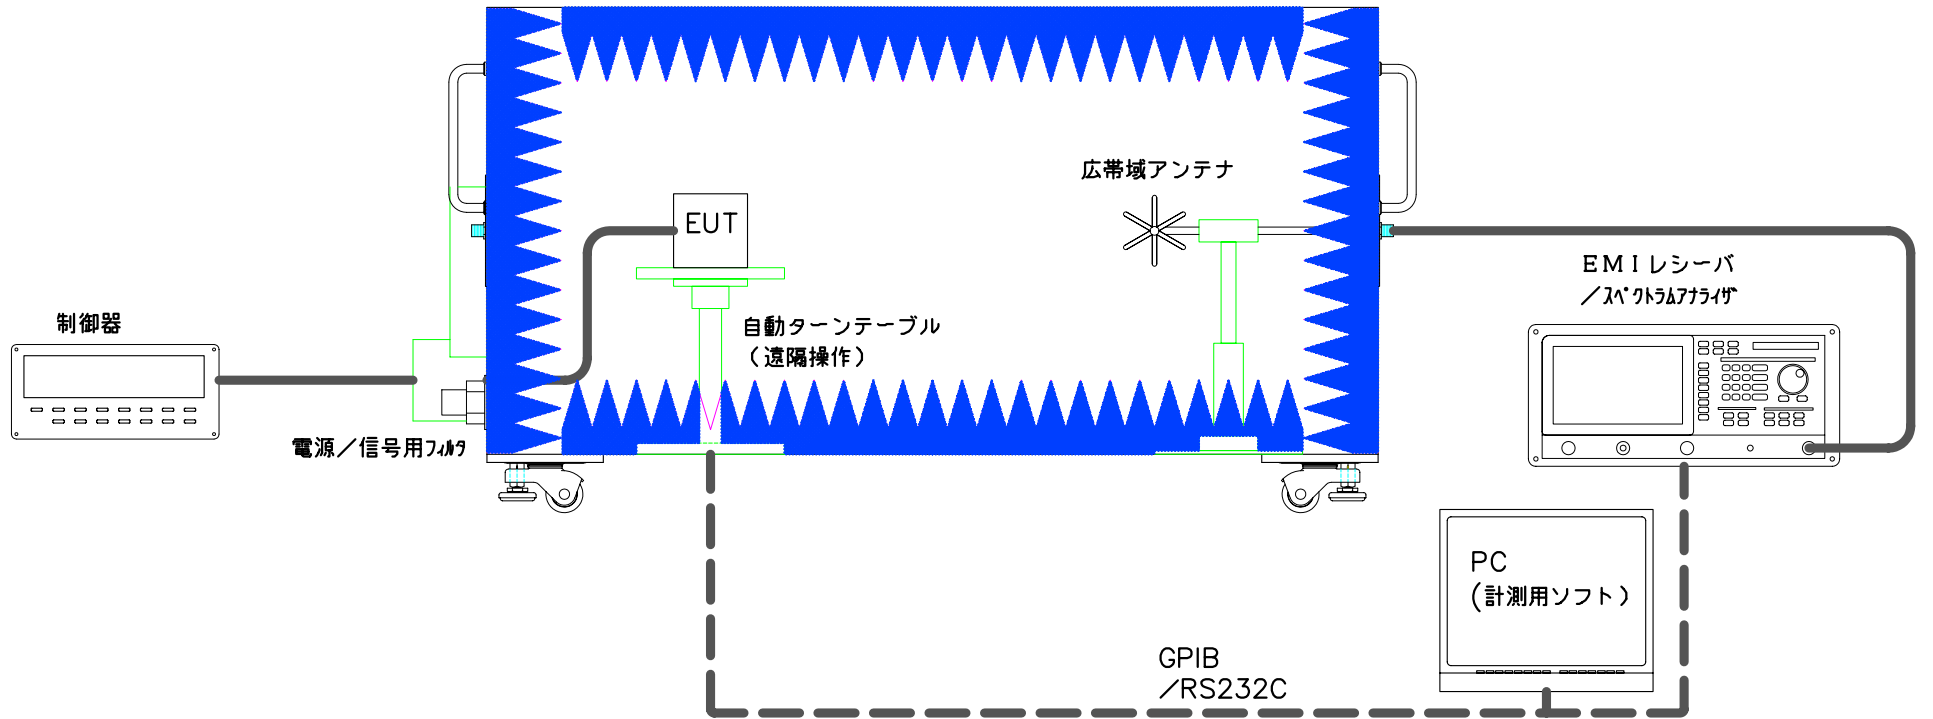 広帯域アンテナ
EUT
EMIレシーバ
／ｽﾍﾟｸﾄﾗﾑｱﾅﾗｲｻﾞ
制御器
自動ターンテーブル
（遠隔操作）
電源／信号用ﾌｨﾙﾀ
PC
(計測用ソフト)
GPIB
／RS232C